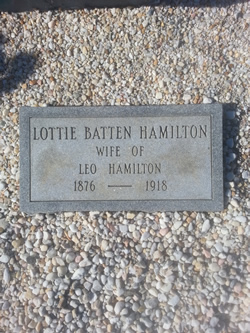 LOTTIE BATTEN HAMILTON
WIFE OF
LEO HAMILTON
1876 — 1918